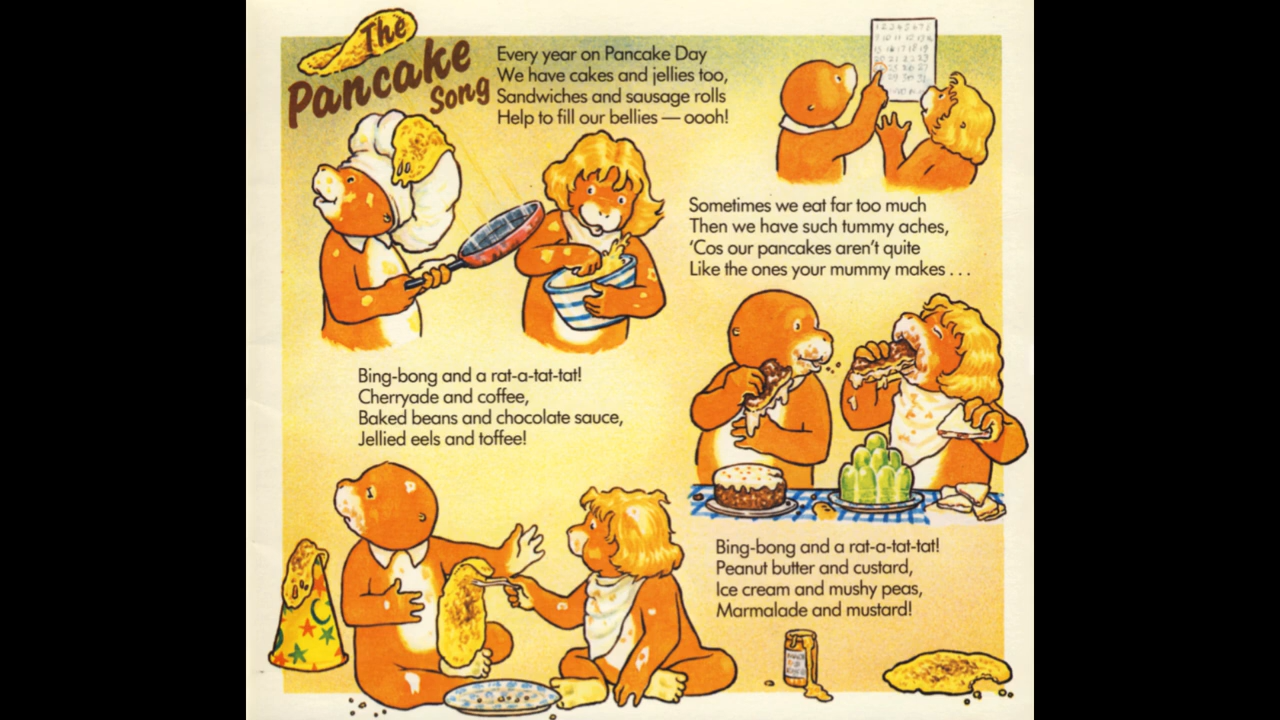 The
Pancake
Song
Every year on Pancake Day
We have cakes and jellies too,
Sandwiches and sausage rolls
Help to fill our bellies — oooh!
Sometimes we eat far too much
Then we have such tummy aches,
‘Cos our pancakes aren’t quite
Like the ones your mummy makes . . .
Bing-bong and a rat-a-tat-tat!
Cherryade and coffee,
Baked beans and chocolate sauce,
Jellied eels and toffee!
Bing-bong and a rat-a-tat-tat!
Peanut butter and custard,
Ice cream and mushy peas,
Marmalade and mustard!